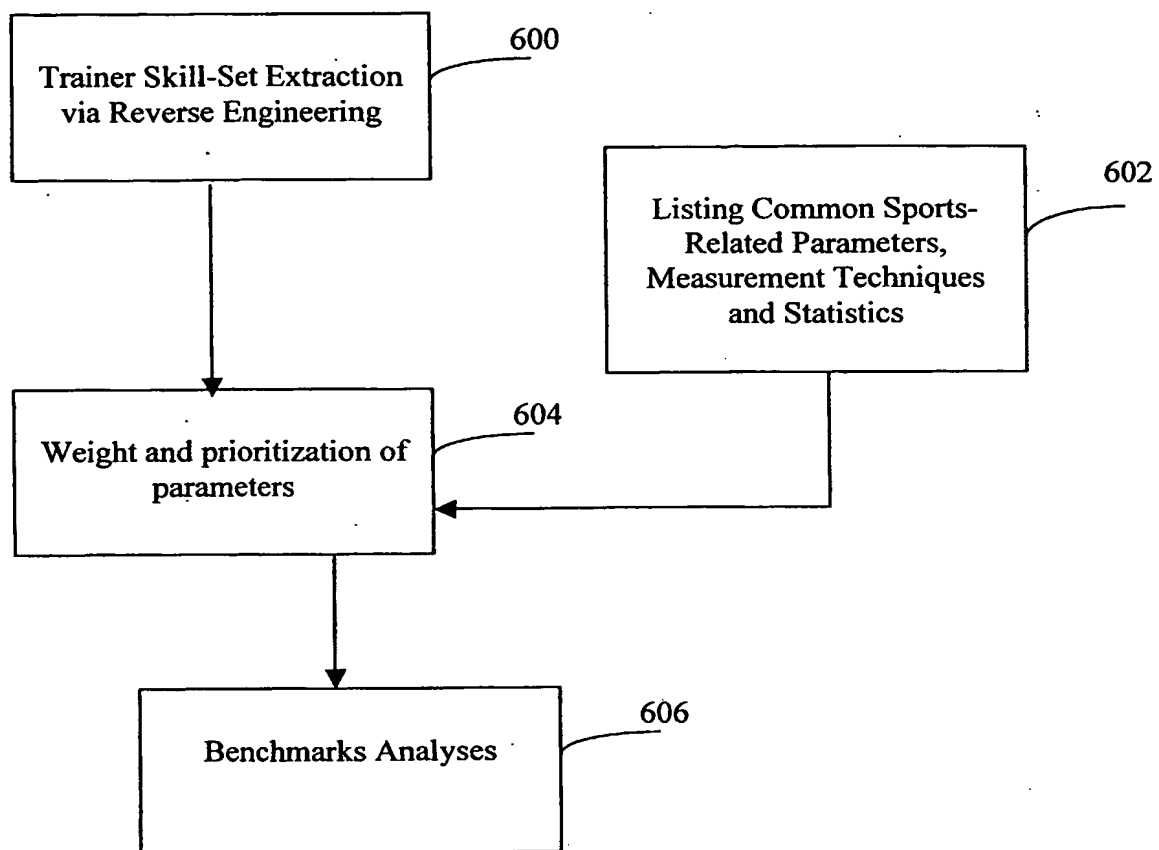 600
Trainer Skill-Set Extraction
via Reverse Engineering
602
Listing Common Sports-
Related Parameters,
Measurement Techniques
and Statistics
604
Weight and prioritization of
parameters
606
Benchmarks Analyses